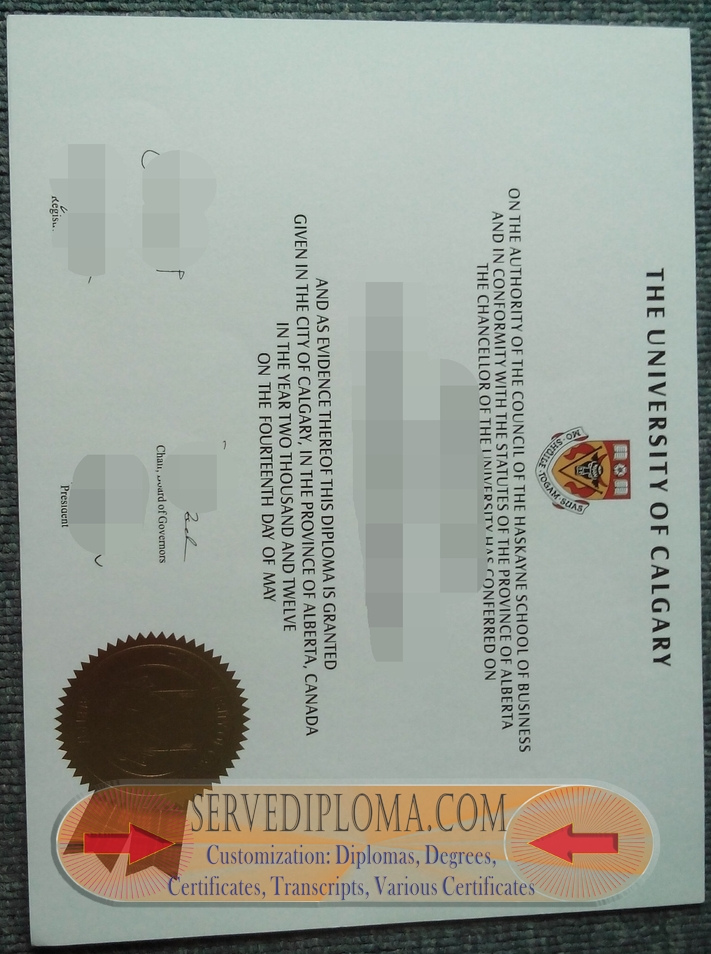 THE UNIVERSITY OF CALGARY
MO SHÙILE TOGAM SUAS
ON THE AUTHORITY OF THE COUNCIL OF THE HASKAYNE SCHOOL OF BUSINESS
AND IN CONFORMITY WITH THE STATUTES OF THE PROVINCE OF ALBERTA
THE CHANCELLOR OF THE UNIVERSITY HAS CONFERRED ON
AND AS EVIDENCE THEREOF THIS DIPLOMA IS GRANTED
GIVEN IN THE CITY OF CALGARY, IN THE PROVINCE OF ALBERTA, CANADA
IN THE YEAR TWO THOUSAND AND TWELVE
ON THE FOURTEENTH DAY OF MAY
Chair, Board of Governors
President
SERVEDIPLOMA.COM
Customization: Diplomas, Degrees,
Certificates, Transcripts, Various Certificates